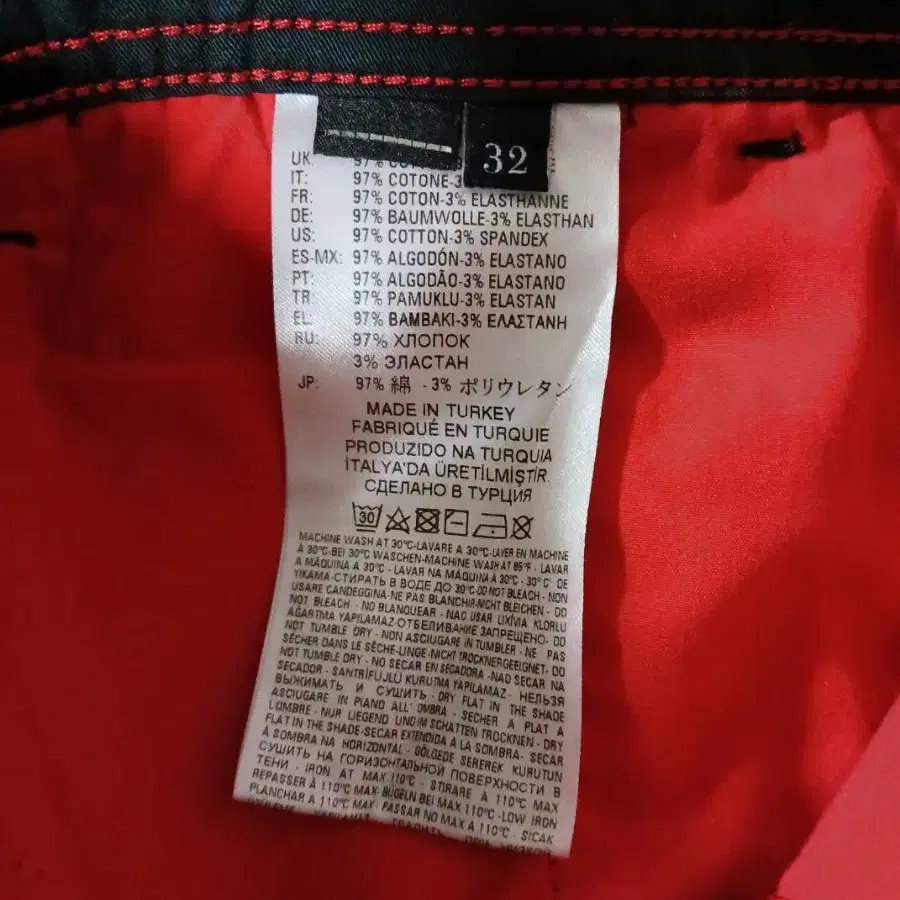 32
UK: 97%
IT: 97% COTONE-3
FR: 97% COTON-3% ELASTHANNE
DE: 97% BAUMWOLLE-3% ELASTHAN
US: 97% COTTON-3% SPANDEX
ES-MX: 97% ALGODÓN-3% ELASTANO
PT: 97% ALGODÃO-3% ELASTANO
TR: 97% PAMUKLU-3% ELASTAN
EL: 97% BAMBAKI-3% ΕΛΑΣΤΑΝΗ
RU: 97% ХЛОПОК
3% ЭЛАСТАН
JP: 97% 綿 - 3% ポリウレタン
MADE IN TURKEY
FABRIQUÉ EN TURQUIE
PRODUZIDO NA TURQUIA
İTALYA'DA ÜRETİLMİŞTİR.
СДЕЛАНО В ТУРЦИЯ
30
MACHINE WASH AT 30°C-LAVARE A 30°C-LAVER EN MACHINE
À 30°C-BEI 30°C WASCHEN-MACHINE WASH AT 85°F - LAVAR
A MÁQUINA A 30°C - LAVAR NA MÁQUINA A 30°C - 30°C' DE
YIKAMA-СТИРАТЬ В ВОДЕ ДО 30°C-DO NOT BLEACH - NON
USARE CANDEGGINA-NE PAS BLANCHIR-NICHT BLEICHEN - DO
NOT BLEACH - NO BLANQUEAR - NAO USAR LIXÍMA KLORLU
AĞARTMA YAPILAMAZ-ОТБЕЛИВАНИЕ ЗАПРЕЩЕНО- DO
NOT TUMBLE DRY - NON ASCIUGARE IN TUMBLER - NE PAS
SÉCHER DANS LE SÈCHE-LINGE-NICHT TROCKNERGEEIGNET- DO
NOT TUMBLE DRY - NO SECAR EN SECADORA - NAO SECAR NA
SECADOR - SANTRİFÜJLÜ KURUTMA YAPILAMAZ - НЕЛЬЗЯ
ВЫЖИМАТЬ И СУШИТЬ - DRY FLAT IN THE SHADE
ASCIUGARE IN PIANO ALL' OMBRA - SECHER A PLAT A
LOMBRE - NUR LIEGEND UND IM SCHATTEN TROCKNEN - DRY
FLAT IN THE SHADE-SECAR EXTENDIDA A LA SOMBRA- SECAR
À SOMBRA NA HORIZONTAL - GÖLGEDE SEREREK KURUTUN
СУШИТЬ НА ГОРИЗОНТАЛЬНОЙ ПОВЕРХНОСТИ В
ТЕНИ - IRON AT MAX 110°C - STIRARE À 110°C MAX
REPASSER À 110°C MAX- BÜGELN BEI MAX 110°C -LOW IRON
PLANCHAR A 110°C MAX- PASSAR NO MAX A 110°C - SICAK